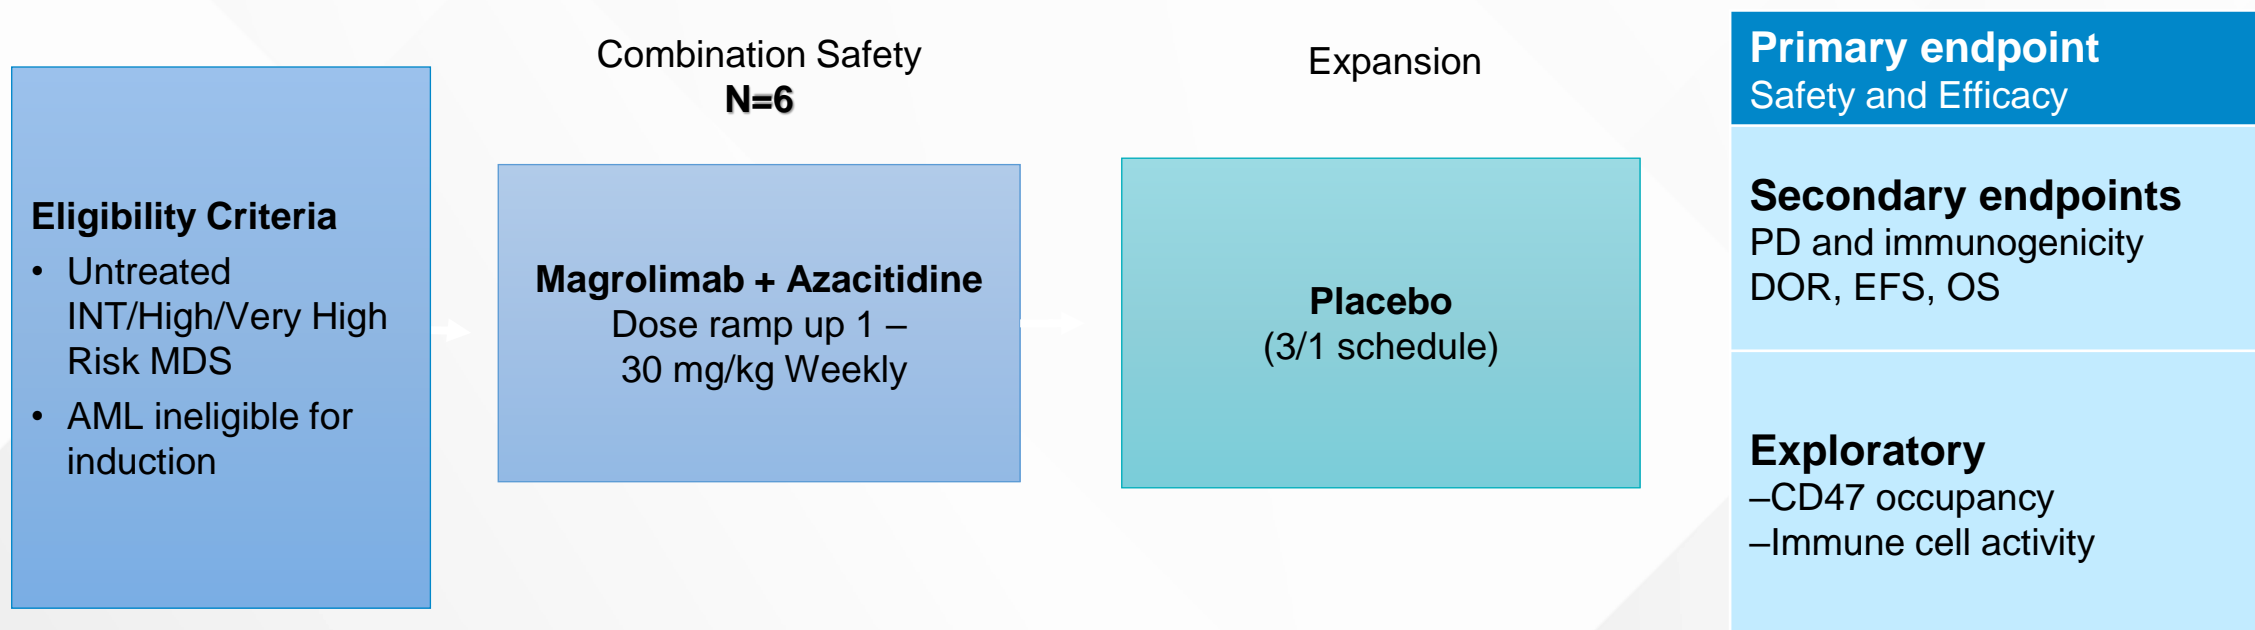 Eligibility Criteria
• Untreated
INT/High/Very High
Risk MDS
• AML ineligible for
induction
Combination Safety
N=6
Magrolimab + Azacitidine
Dose ramp up 1 –
30 mg/kg Weekly
Expansion
Placebo
(3/1 schedule)
Primary endpoint
Safety and Efficacy
Secondary endpoints
PD and immunogenicity
DOR, EFS, OS
Exploratory
–CD47 occupancy
–Immune cell activity